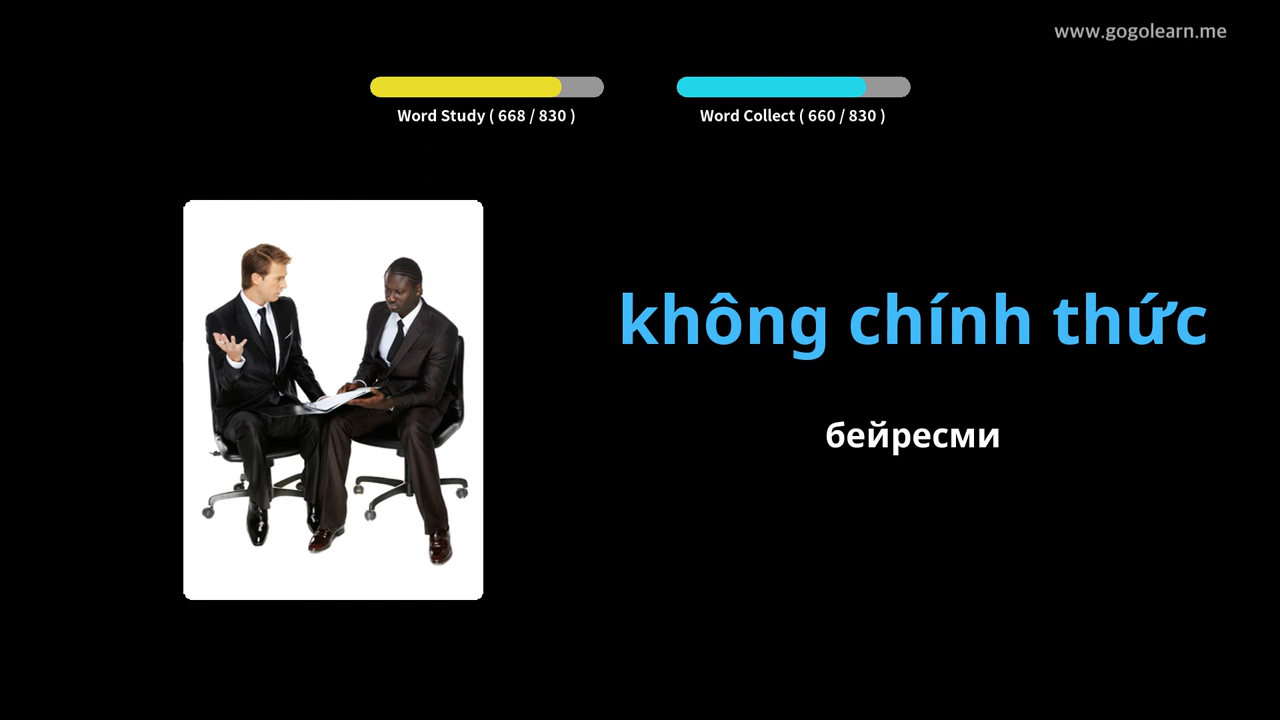 www.gogolearn.me
Word Study ( 668 / 830 )
Word Collect ( 660 / 830 )
không chính thức
бейресми